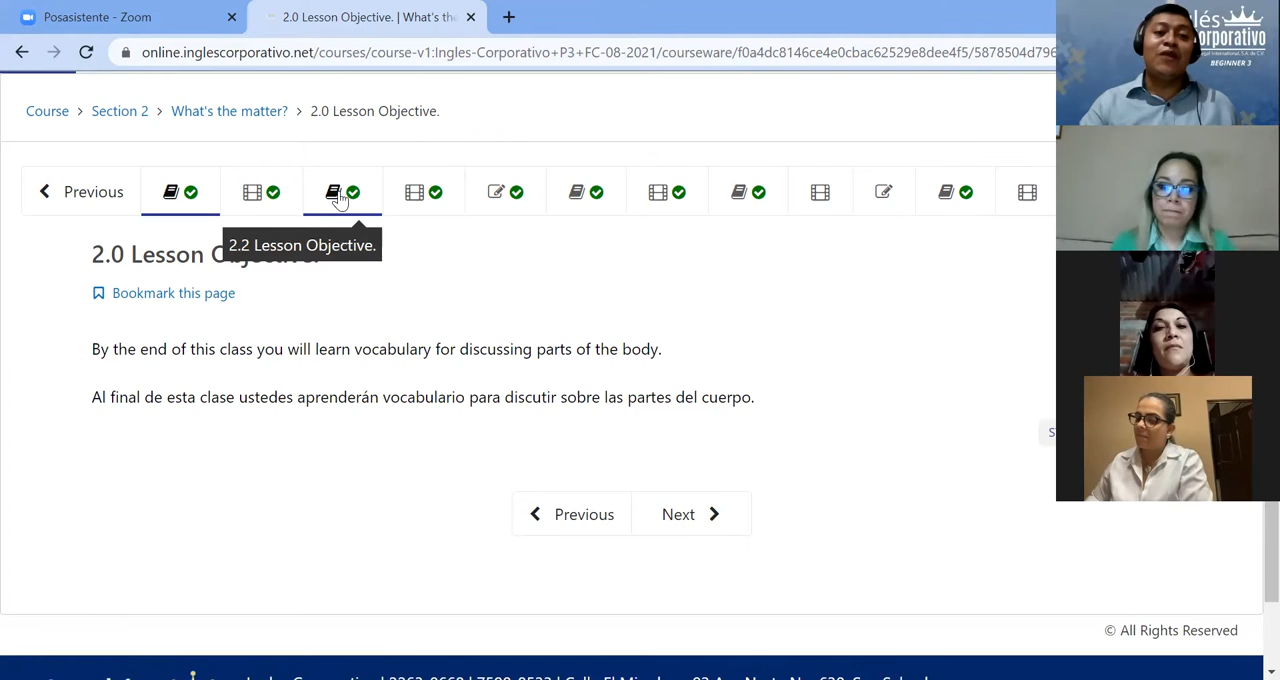 Posasistente - Zoom
2.0 Lesson Objective. | What's the
online.inglescorporativo.net/courses/course-v1:Ingles-Corporativo+P3+FC-08-2021/courseware/f0a4dc8146ce4e0cbac62529e8dee4f5/5878504d796
Course > Section 2 > What's the matter? > 2.0 Lesson Objective.
Previous
2.2 Lesson Objective.
2.0 Lesson
Bookmark this page
By the end of this class you will learn vocabulary for discussing parts of the body.
Al final de esta clase ustedes aprenderán vocabulario para discutir sobre las partes del cuerpo.
Previous
Next
© All Rights Reserved
glés
orporativo
BEGINNER 3